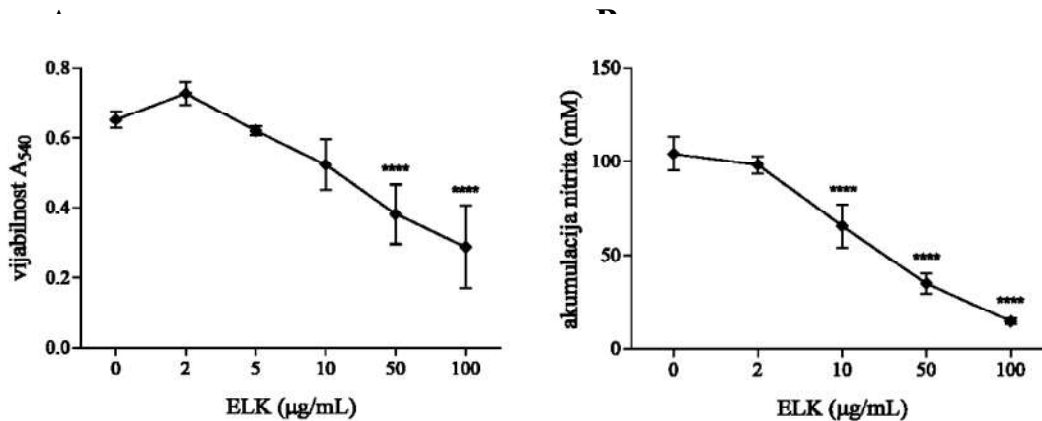 vijabilnost A540
0.8
0.6
0.4
0.2
0.0
****
****
0 2 5 10 50 100
ELK (µg/mL)
akumulacija nitrita (mM)
150
100
50
0
****
****
****
0 2 10 50 100
ELK (µg/mL)